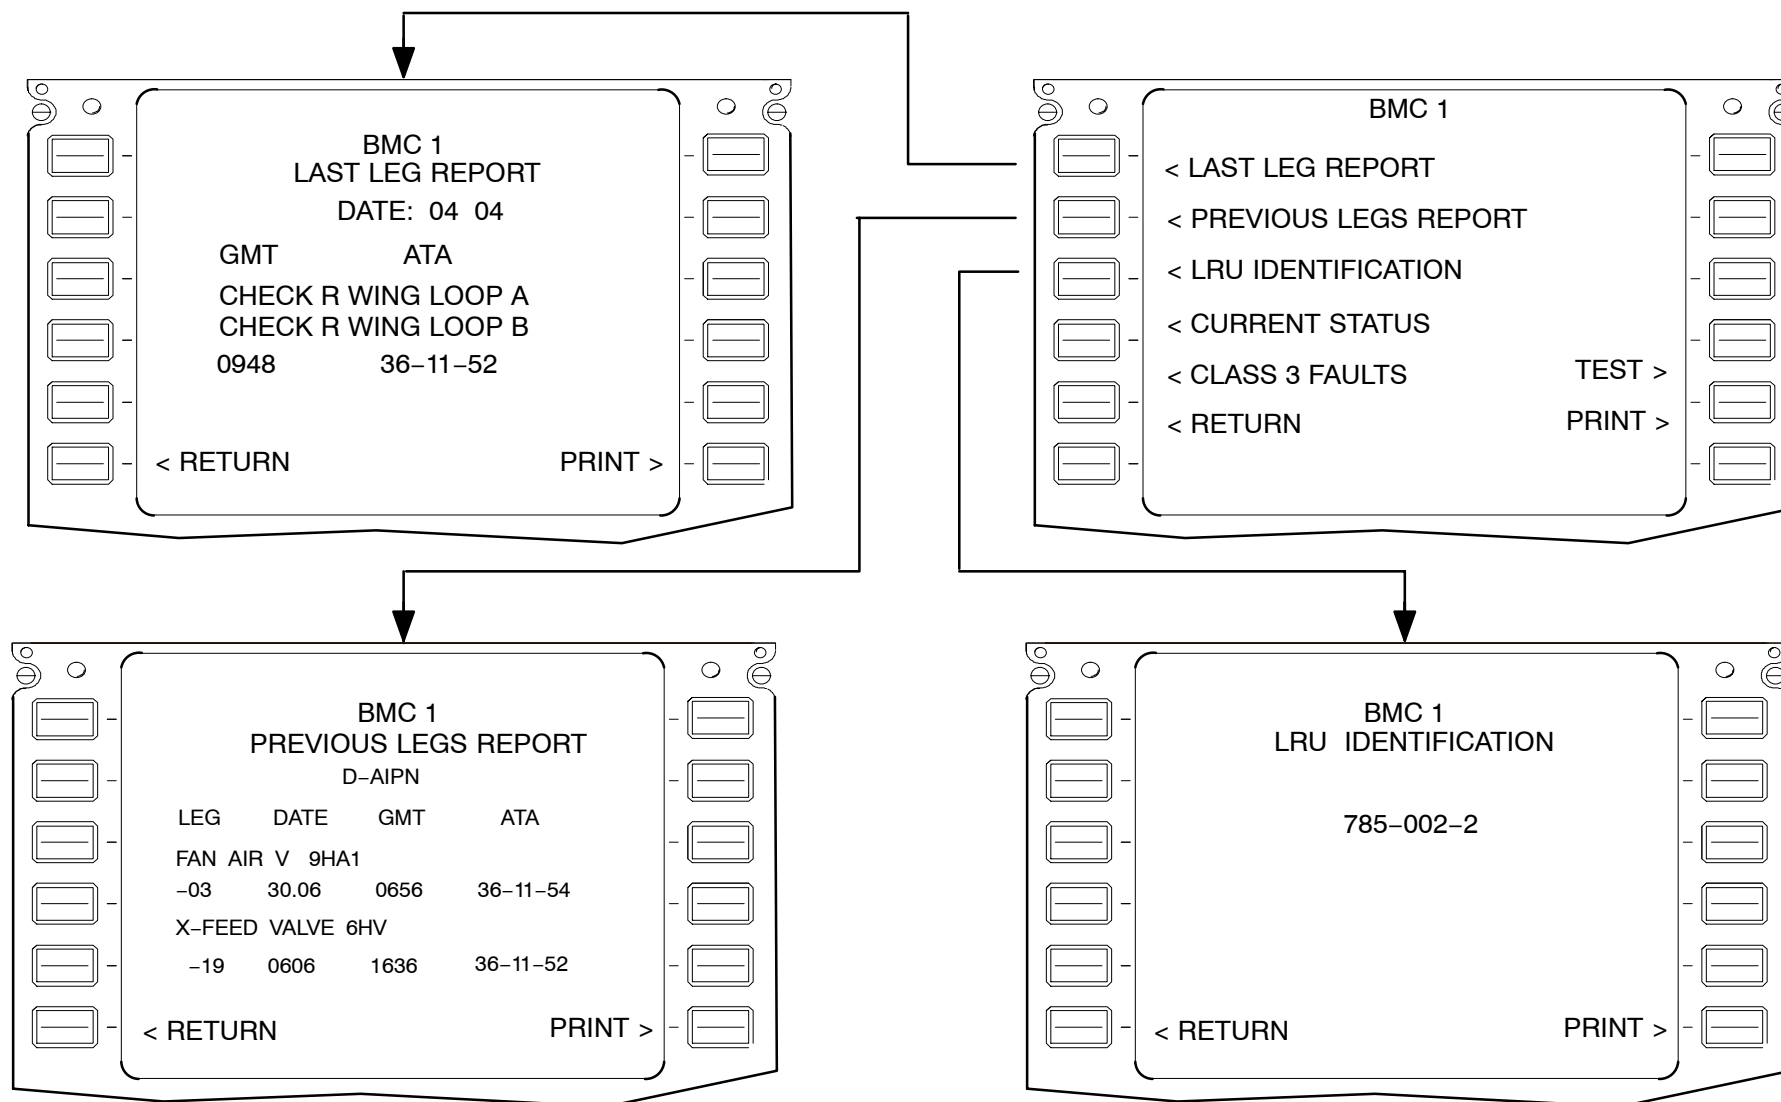 BMC 1
LAST LEG REPORT
DATE: 04 04
GMT ATA
CHECK R WING LOOP A
CHECK R WING LOOP B
0948 36–11–52
< RETURN PRINT >
BMC 1
< LAST LEG REPORT
< PREVIOUS LEGS REPORT
< LRU IDENTIFICATION
< CURRENT STATUS
< CLASS 3 FAULTS TEST >
< RETURN PRINT >
BMC 1
PREVIOUS LEGS REPORT
D–AIPN
LEG DATE GMT ATA
FAN AIR V 9HA1
–03 30.06 0656 36–11–54
X–FEED VALVE 6HV
–19 0606 1636 36–11–52
< RETURN PRINT >
BMC 1
LRU IDENTIFICATION
785–002–2
< RETURN PRINT >